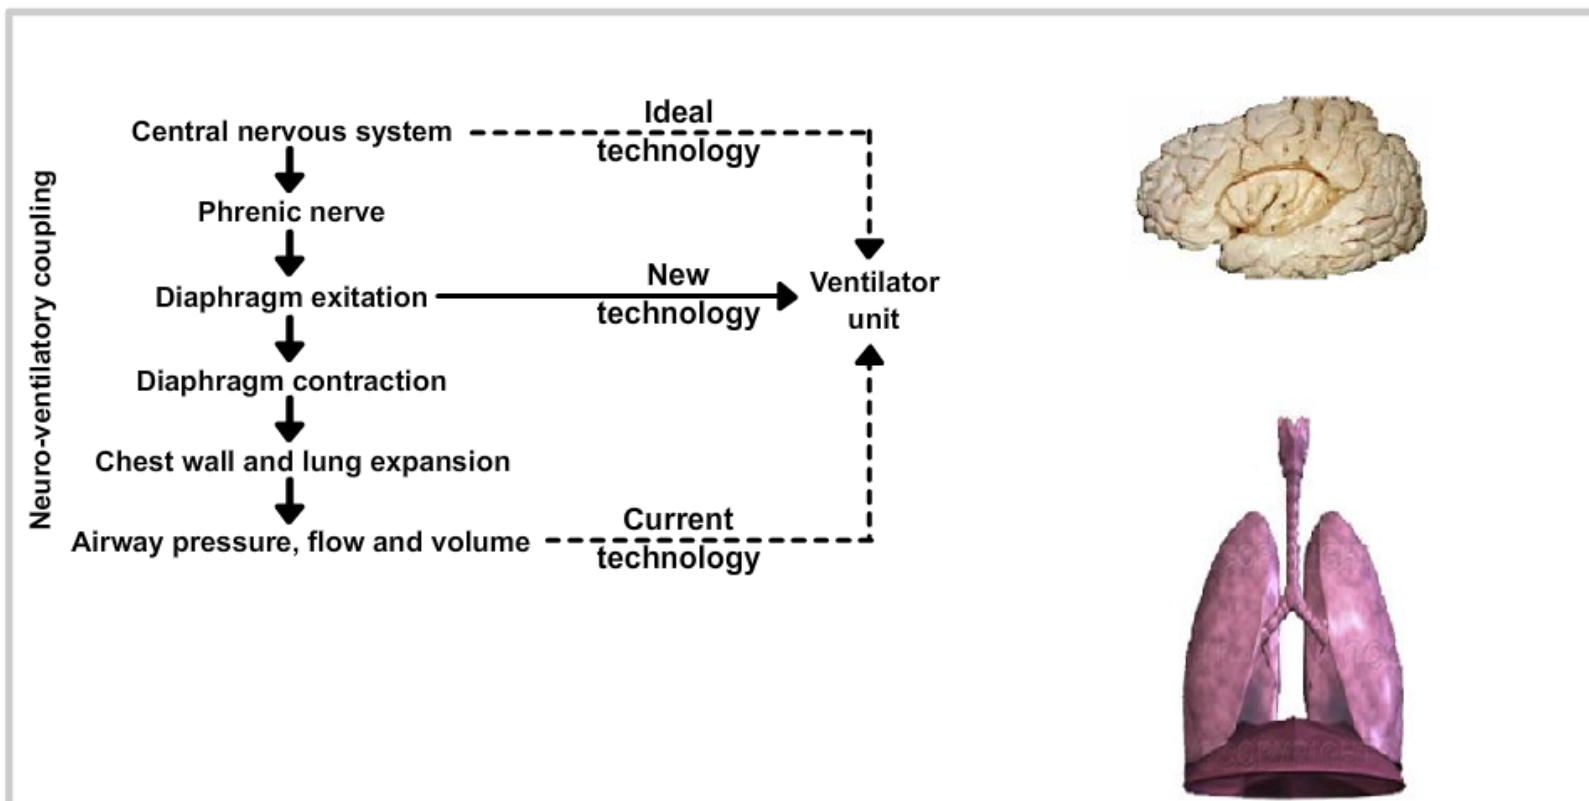 Neuro-ventilatory coupling
Central nervous system
Ideal
technology
Phrenic nerve
Diaphragm exitation
New
technology
Ventilator
unit
Diaphragm contraction
Chest wall and lung expansion
Airway pressure, flow and volume
Current
technology